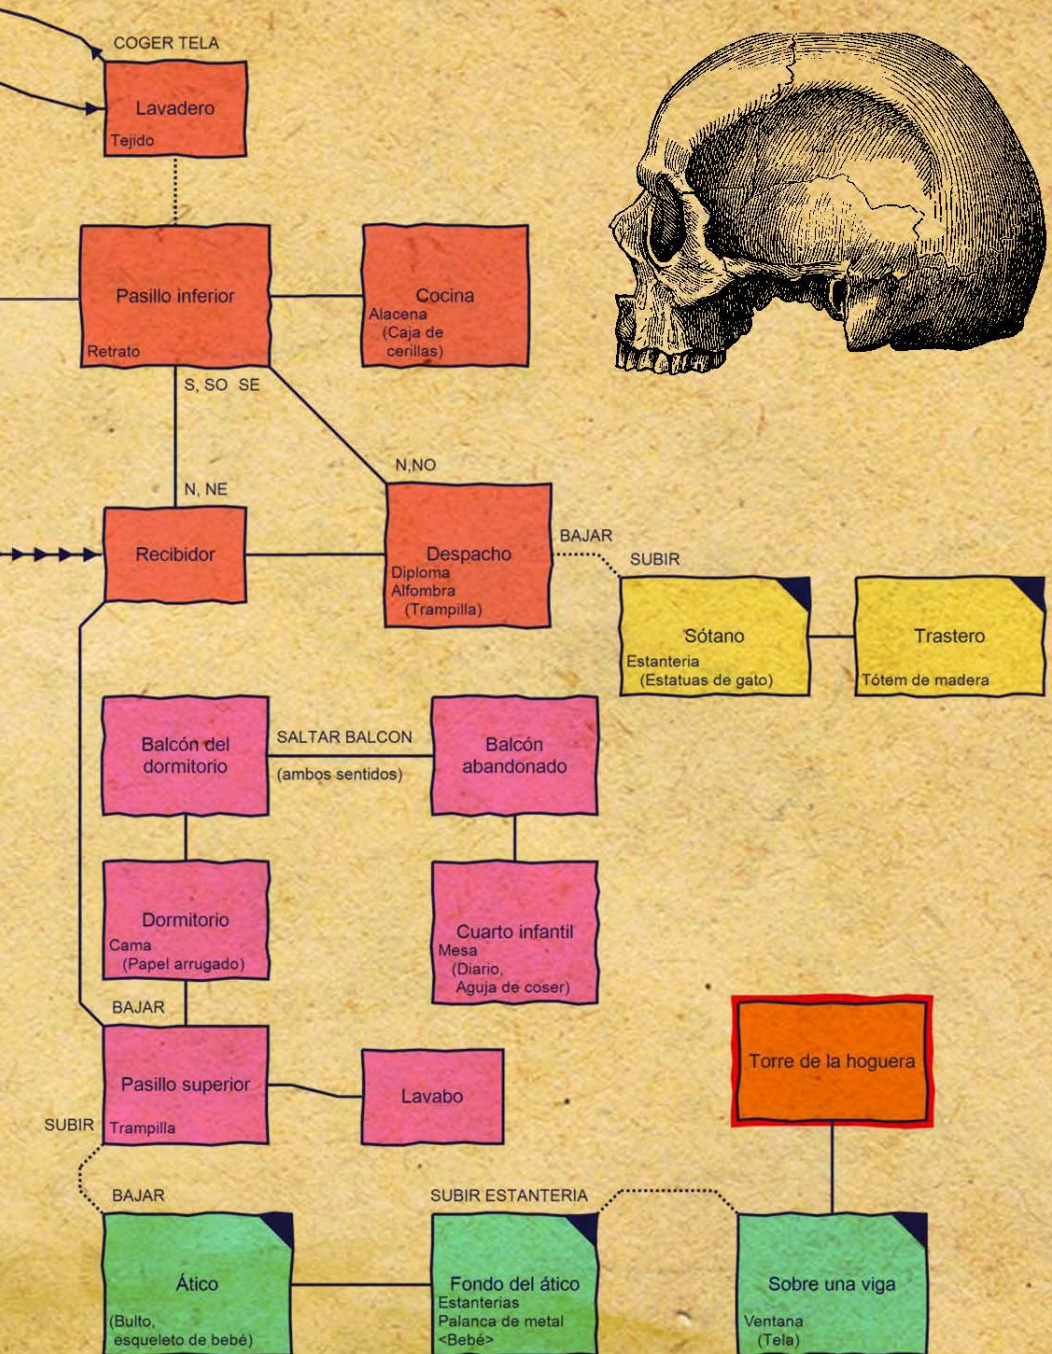 COGER TELA
Lavadero
Tejido
Pasillo inferior
Retrato
Cocina
Alacena
(Caja de
cerillas)
S, SO SE
N,NO
N, NE
Recibidor
Despacho
Diploma
Alfombra
(Trampilla)
BAJAR
SUBIR
Sótano
Estanteria
(Estatuas de gato)
Trastero
Tótem de madera
Balcón del
dormitorio
SALTAR BALCON
(ambos sentidos)
Balcón
abandonado
Dormitorio
Cama
(Papel arrugado)
Cuarto infantil
Mesa
(Diario,
Aguja de coser)
BAJAR
Pasillo superior
Trampilla
SUBIR
Lavabo
Torre de la hoguera
BAJAR
SUBIR ESTANTERIA
Ático
(Bulto,
esqueleto de bebé)
Fondo del ático
Estanterias
Palanca de metal
<Bebé>
Sobre una viga
Ventana
(Tela)